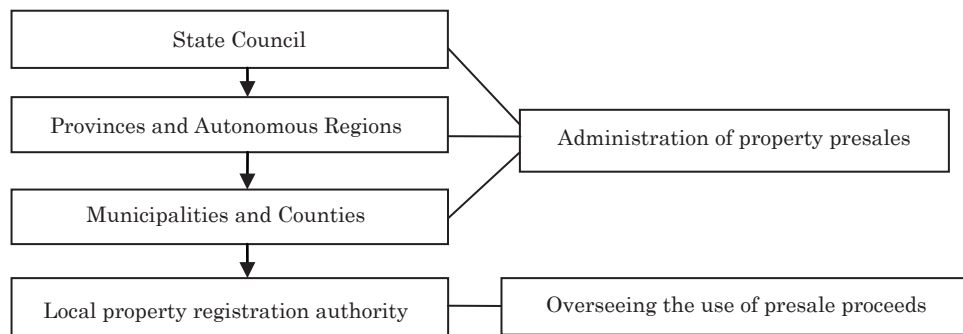 State Council
Provinces and Autonomous Regions
Administration of property presales
Municipalities and Counties
Local property registration authority
Overseeing the use of presale proceeds